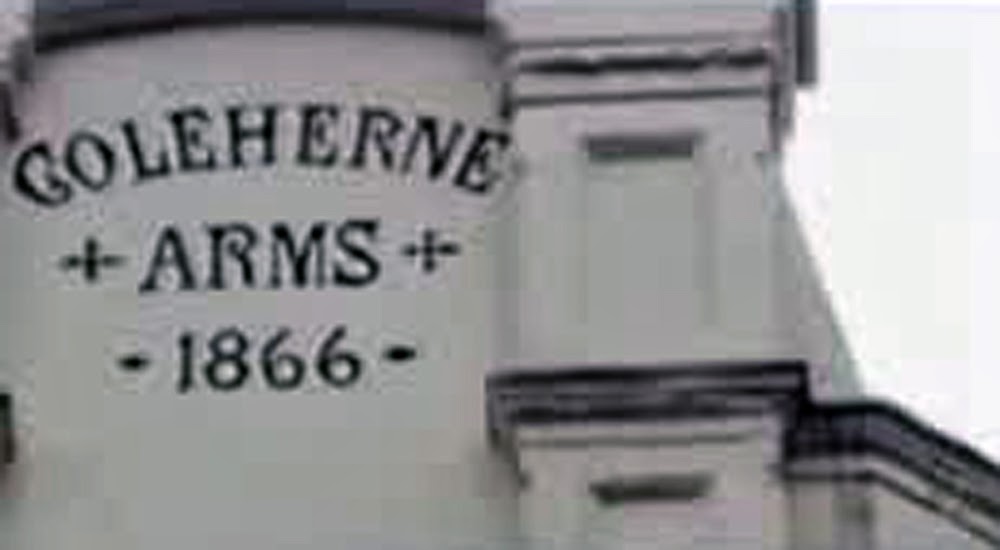 COLEHERNE
+ ARMS +
- 1866 -